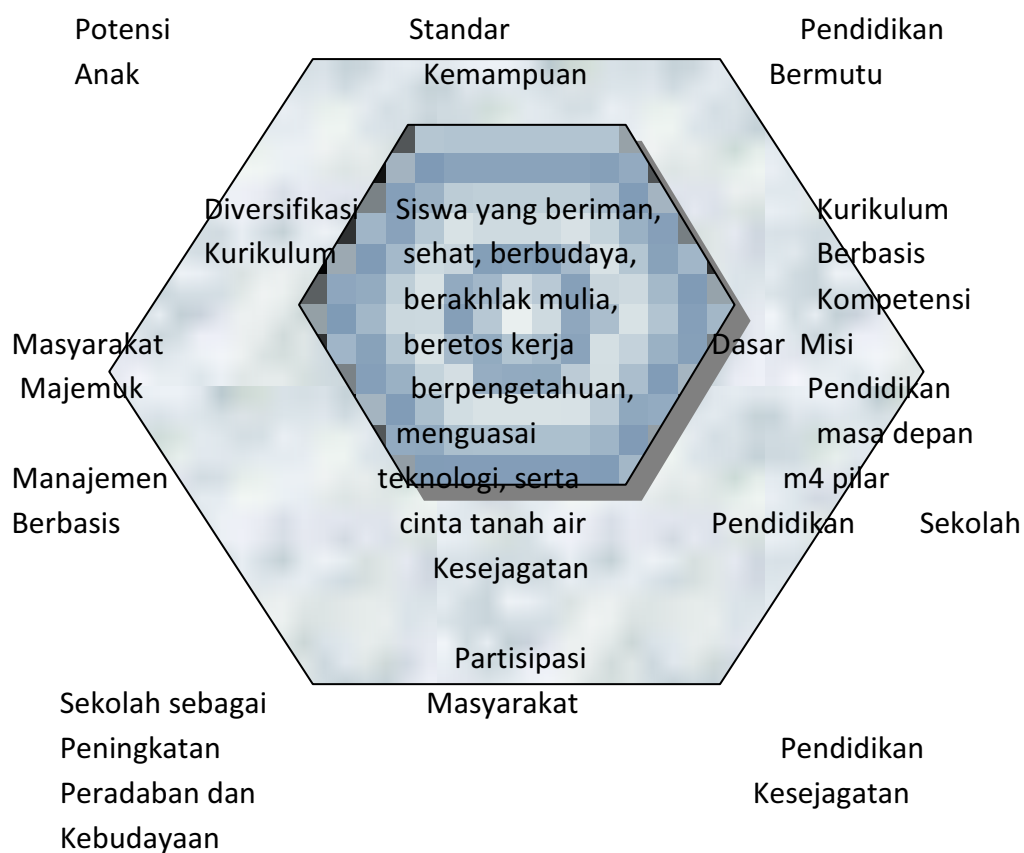 Potensi Standar Pendidikan
Anak Kemampuan Bermutu
Diversifikasi Siswa yang beriman, Kurikulum
Kurikulum sehat, berbudaya, Berbasis
berakhlak mulia, Kompetensi
Masyarakat beretos kerja Dasar Misi
Majemuk berpengetahuan, Pendidikan
menguasai masa depan
Manajemen teknologi, serta m4 pilar
Berbasis cinta tanah air Pendidikan Sekolah
Kesejagatan
Partisipasi
Sekolah sebagai Masyarakat
Peningkatan Pendidikan
Peradaban dan Kesejagatan
Kebudayaan